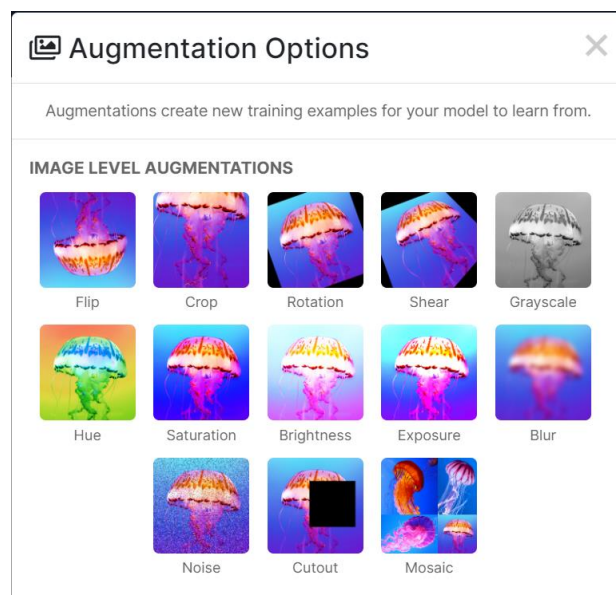 Augmentation Options
Augmentations create new training examples for your model to learn from.
IMAGE LEVEL AUGMENTATIONS
Flip Crop Rotation Shear Grayscale
Hue Saturation Brightness Exposure Blur
Noise Cutout Mosaic